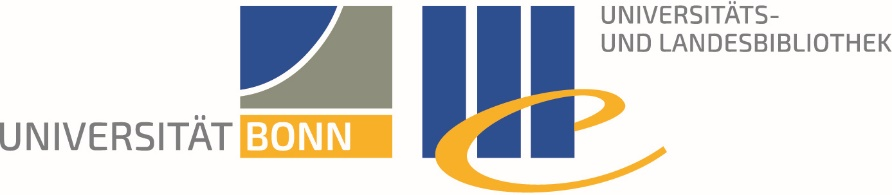 UNIVERSITÄT BONN
UNIVERSITÄTS-
UND LANDESBIBLIOTHEK